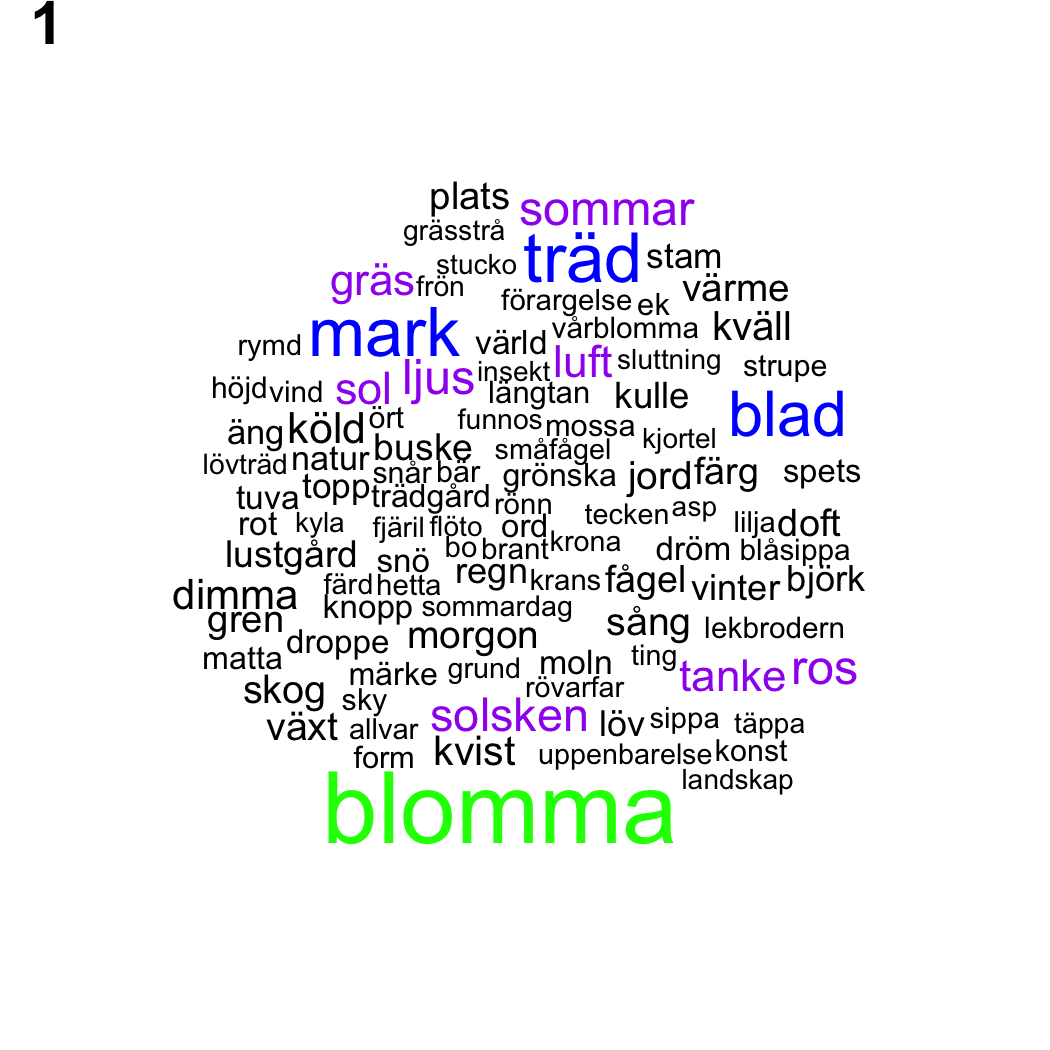 1
plats sommar
grässtrå
stucko träd stam
gräs frön förargelse ek värme
mark värld vårblomma kväll
rymd
sol ljus insekt luft sluttning strupe
höjd vind längtan kulle
blad
äng köld ört funnos mossa kjortel
lövträd natur buske småfågel
snår bär grönska jord färg spets
tuva topp trädgård rönn
tecken asp
rot kyla fjäril flöto ord lilja doft
lustgård snö bo brant krona dröm blåsippa
dimma färd hetta regn krans fågel vinter björk
gren knopp sommardag sång lekbrodern
droppe morgon
matta märke grund moln ting tanke ros
skog sky rövarfar
växt allvar solsken löv sippa täppa
form kvist uppenbarelse konst
landskap
blomma